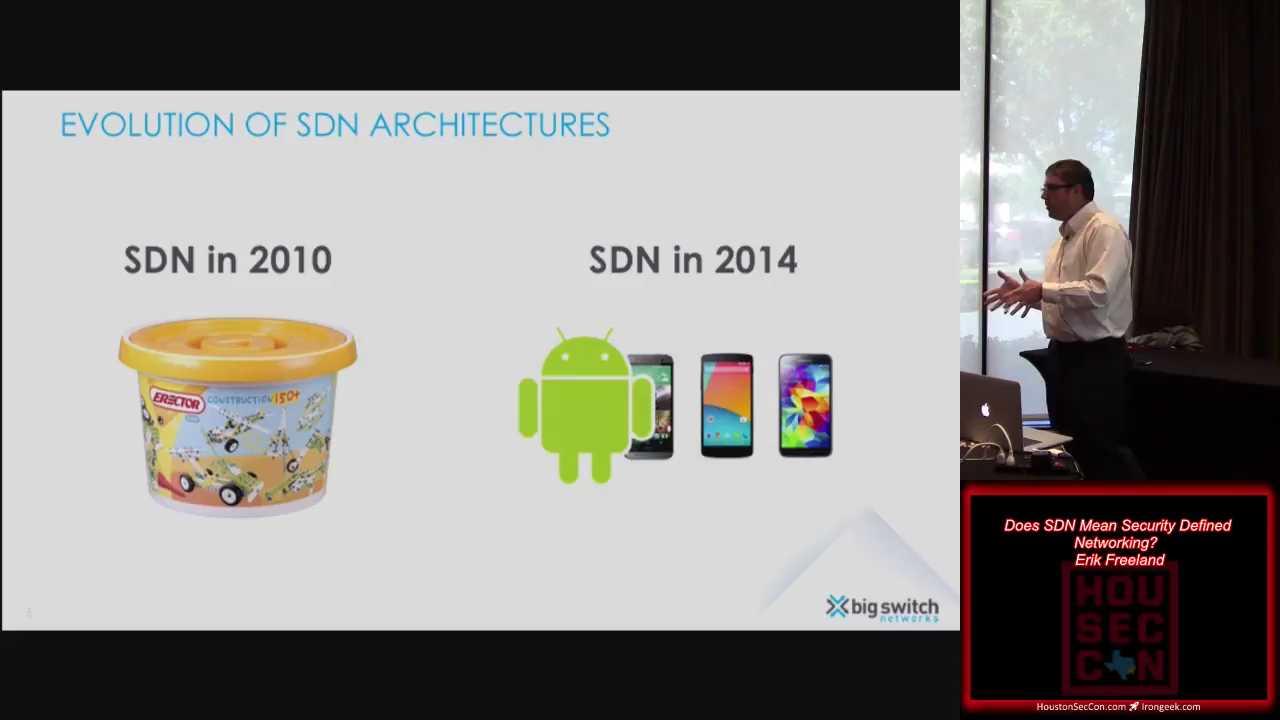 EVOLUTION OF SDN ARCHITECTURES
SDN in 2010
SDN in 2014
ERECTOR
CONSTRUCTION 150+
big switch
networks
Does SDN Mean Security Defined
Networking?
Erik Freeland
HOU
SEC
CON
HoustonSecCon.com Irongeek.com